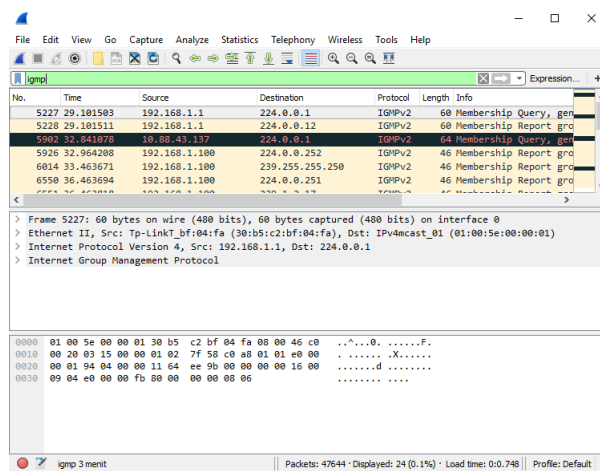 File Edit View Go Capture Analyze Statistics Telephony Wireless Tools Help
igmp Expression... +
No. Time Source Destination Protocol Length Info
5227 29.101503 192.168.1.1 224.0.0.1 IGMPv2 60 Membership Query, gen
5228 29.101511 192.168.1.1 224.0.0.12 IGMPv2 60 Membership Report gro
5902 32.841078 10.88.43.137 224.0.0.1 IGMPv2 64 Membership Query, gen
5926 32.964208 192.168.1.100 224.0.0.252 IGMPv2 46 Membership Report gro
6014 33.463671 192.168.1.100 239.255.255.250 IGMPv2 46 Membership Report gro
6550 36.463694 192.168.1.100 224.0.0.251 IGMPv2 46 Membership Report gro
> Frame 5227: 60 bytes on wire (480 bits), 60 bytes captured (480 bits) on interface 0
> Ethernet II, Src: Tp-LinkT_bf:04:fa (30:b5:c2:bf:04:fa), Dst: IPv4mcast_01 (01:00:5e:00:00:01)
> Internet Protocol Version 4, Src: 192.168.1.1, Dst: 224.0.0.1
> Internet Group Management Protocol
0000 01 00 5e 00 00 01 30 b5 c2 bf 04 fa 08 00 46 c0 ..^...0. ......F.
0010 00 20 03 15 00 00 01 02 7f 58 c0 a8 01 01 e0 00 . ...... .X......
0020 00 01 94 04 00 00 11 64 ee 9b 00 00 00 00 16 00 .......d ........
0030 09 04 e0 00 00 fb 80 00 00 00 08 06 ........ ....
igmp 3 menit Packets: 47644 · Displayed: 24 (0.1%) · Load time: 0:0.748 Profile: Default